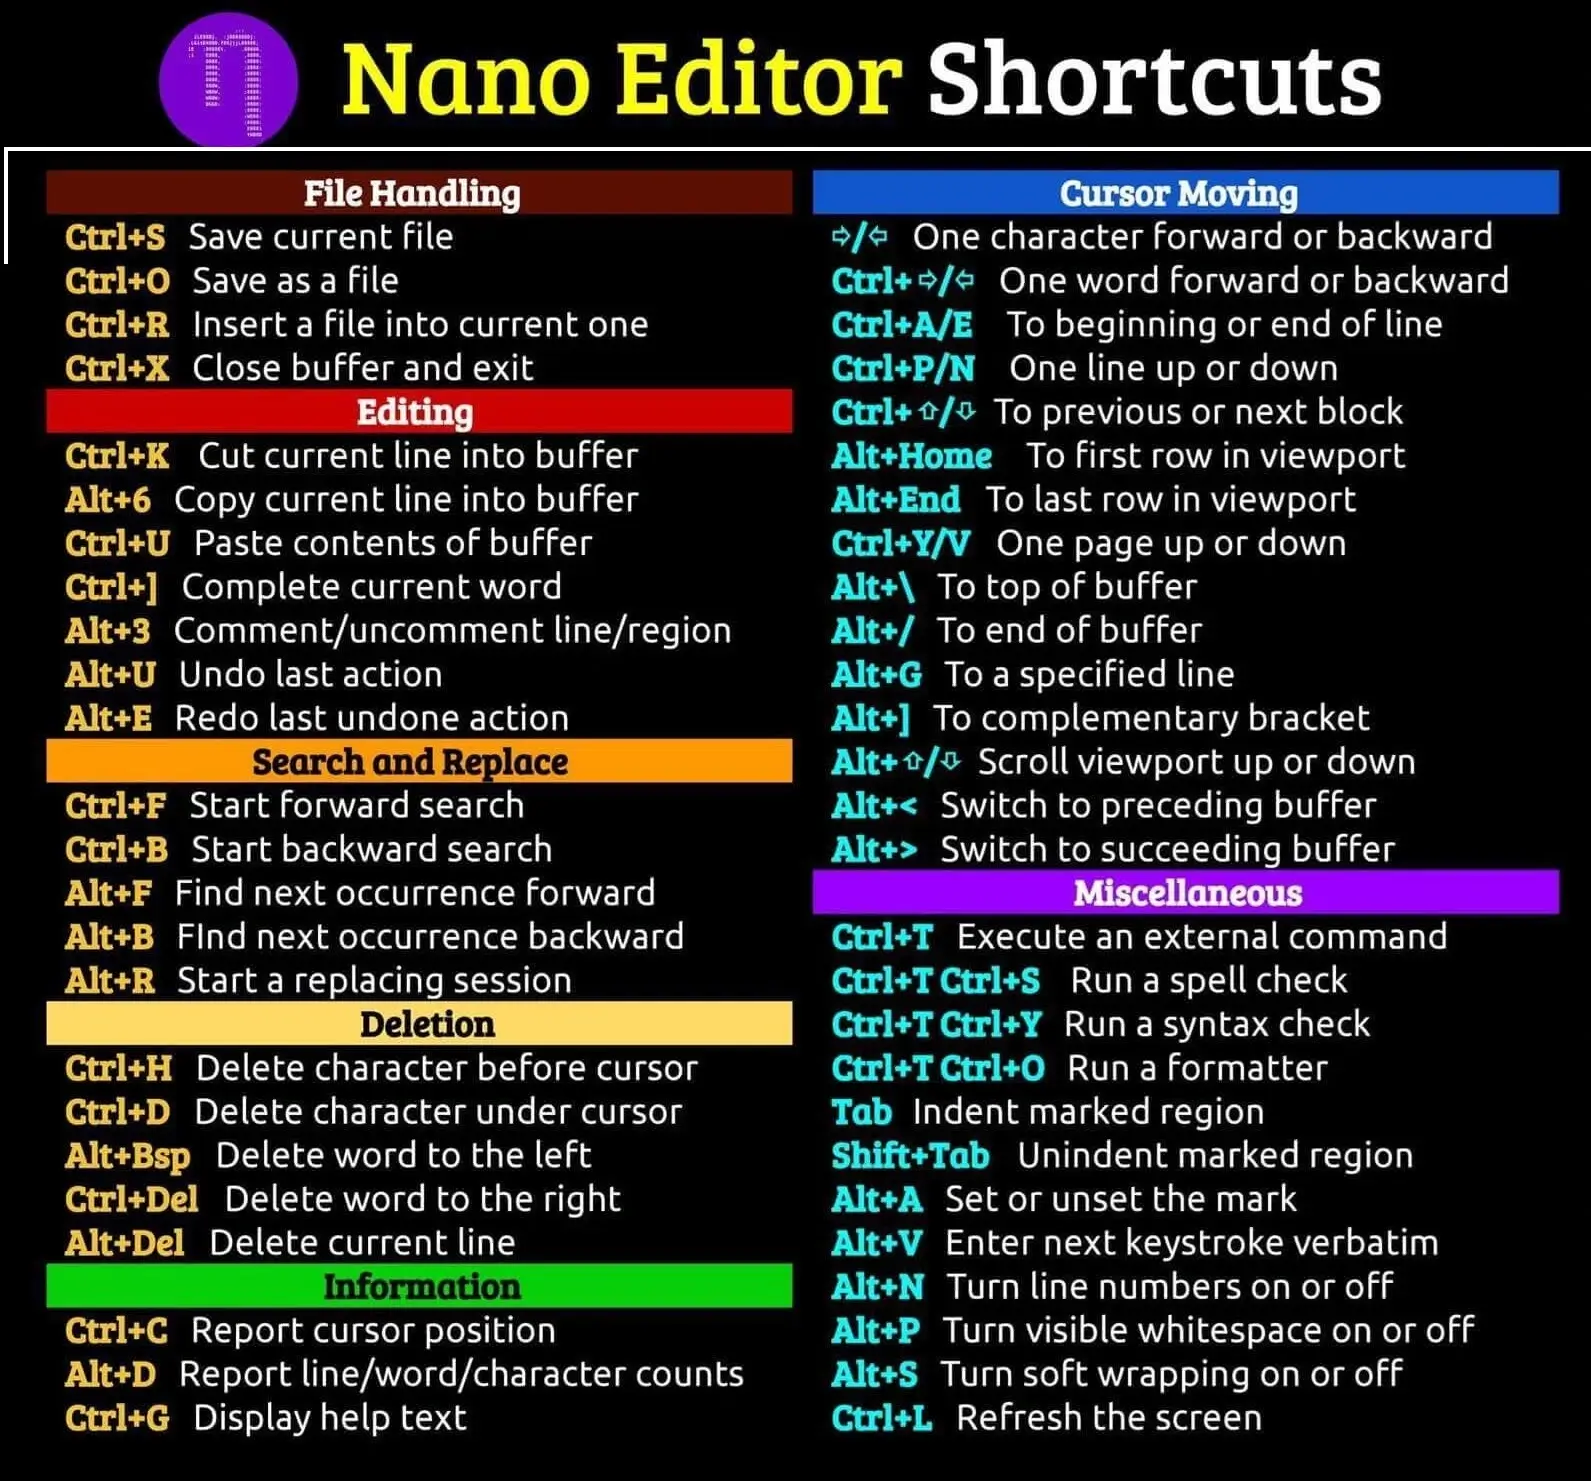 Nano Editor Shortcuts
File Handling
Ctrl+S Save current file
Ctrl+O Save as a file
Ctrl+R Insert a file into current one
Ctrl+X Close buffer and exit
Editing
Ctrl+K Cut current line into buffer
Alt+6 Copy current line into buffer
Ctrl+U Paste contents of buffer
Ctrl+] Complete current word
Alt+3 Comment/uncomment line/region
Alt+U Undo last action
Alt+E Redo last undone action
Search and Replace
Ctrl+F Start forward search
Ctrl+B Start backward search
Alt+F Find next occurrence forward
Alt+B FInd next occurrence backward
Alt+R Start a replacing session
Deletion
Ctrl+H Delete character before cursor
Ctrl+D Delete character under cursor
Alt+Bsp Delete word to the left
Ctrl+Del Delete word to the right
Alt+Del Delete current line
Information
Ctrl+C Report cursor position
Alt+D Report line/word/character counts
Ctrl+G Display help text
Cursor Moving
⇨/⇦ One character forward or backward
Ctrl+⇨/⇦ One word forward or backward
Ctrl+A/E To beginning or end of line
Ctrl+P/N One line up or down
Ctrl+⇧/⇩ To previous or next block
Alt+Home To first row in viewport
Alt+End To last row in viewport
Ctrl+Y/V One page up or down
Alt+\ To top of buffer
Alt+/ To end of buffer
Alt+G To a specified line
Alt+] To complementary bracket
Alt+⇧/⇩ Scroll viewport up or down
Alt+< Switch to preceding buffer
Alt+> Switch to succeeding buffer
Miscellaneous
Ctrl+T Execute an external command
Ctrl+T Ctrl+S Run a spell check
Ctrl+T Ctrl+Y Run a syntax check
Ctrl+T Ctrl+O Run a formatter
Tab Indent marked region
Shift+Tab Unindent marked region
Alt+A Set or unset the mark
Alt+V Enter next keystroke verbatim
Alt+N Turn line numbers on or off
Alt+P Turn visible whitespace on or off
Alt+S Turn soft wrapping on or off
Ctrl+L Refresh the screen